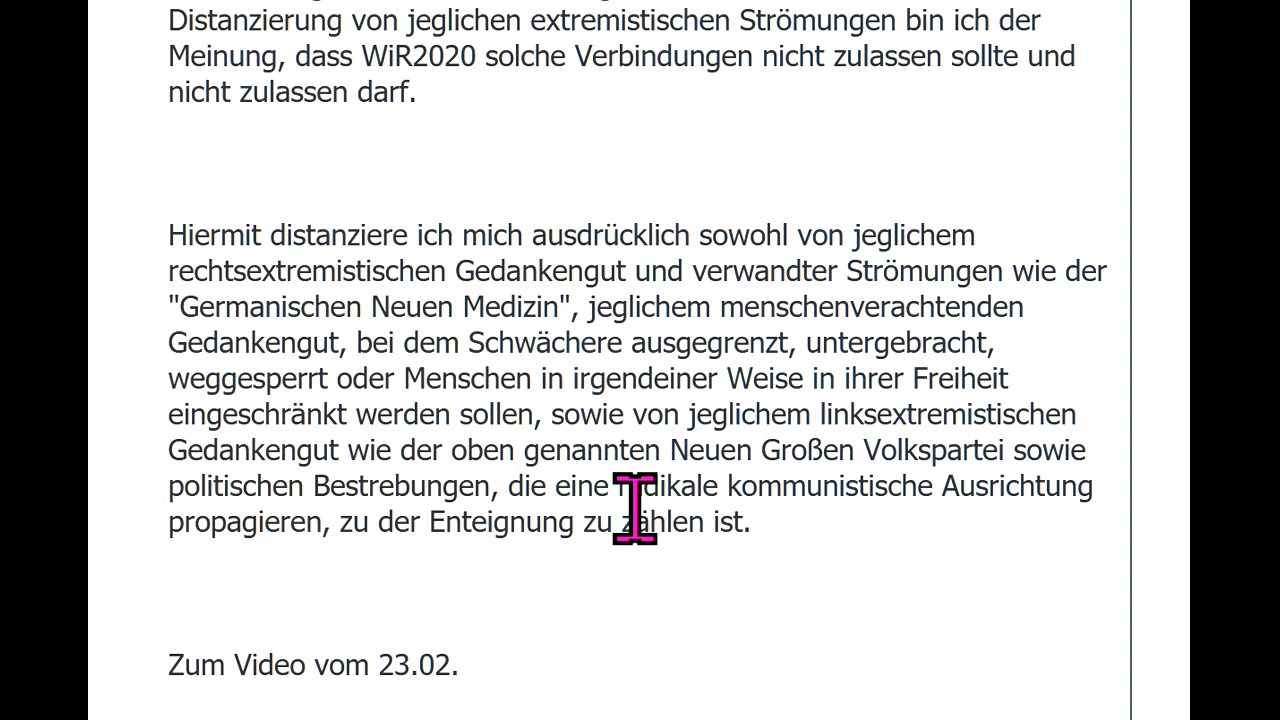 Distanzierung von jeglichen extremistischen Strömungen bin ich der
Meinung, dass WiR2020 solche Verbindungen nicht zulassen sollte und
nicht zulassen darf.
Hiermit distanziere ich mich ausdrücklich sowohl von jeglichem
rechtsextremistischen Gedankengut und verwandter Strömungen wie der
"Germanischen Neuen Medizin", jeglichem menschenverachtenden
Gedankengut, bei dem Schwächere ausgegrenzt, untergebracht,
weggesperrt oder Menschen in irgendeiner Weise in ihrer Freiheit
eingeschränkt werden sollen, sowie von jeglichem linksextremistischen
Gedankengut wie der oben genannten Neuen Großen Volkspartei sowie
politischen Bestrebungen, die eine radikale kommunistische Ausrichtung
propagieren, zu der Enteignung zu zählen ist.
Zum Video vom 23.02.